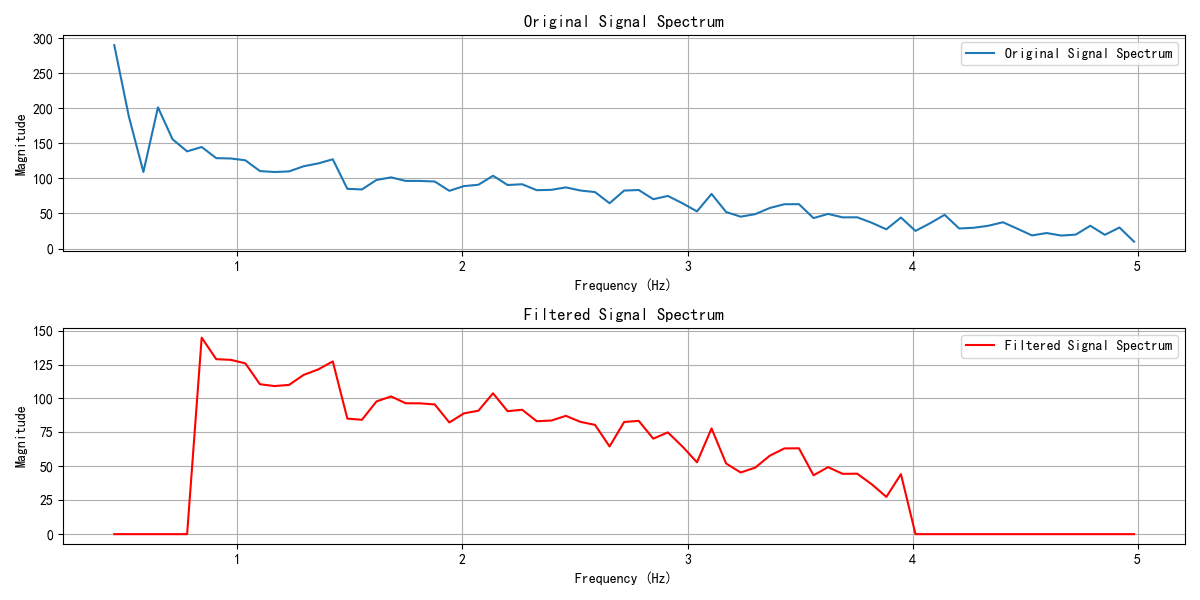 Original Signal Spectrum
300
250
200
150
100
50
0
Magnitude
Original Signal Spectrum
1 2 3 4 5
Frequency (Hz)
Filtered Signal Spectrum
150
125
100
75
50
25
0
Magnitude
Filtered Signal Spectrum
1 2 3 4 5
Frequency (Hz)